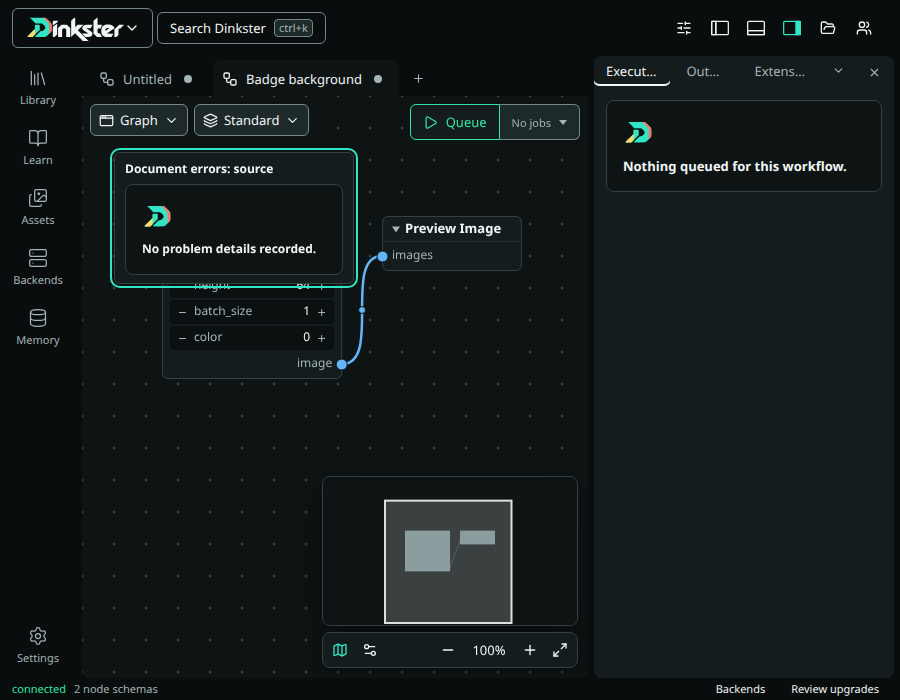 Dinkster
Search Dinkster ctrl+k
Library
Learn
Assets
Backends
Memory
Settings
Untitled
Badge background
Graph
Standard
Queue
No jobs
Document errors: source
No problem details recorded.
height 64 +
– batch_size 1 +
– color 0 +
image
Preview Image
images
100%
Execut...
Out...
Extens...
Nothing queued for this workflow.
connected 2 node schemas
Backends
Review upgrades